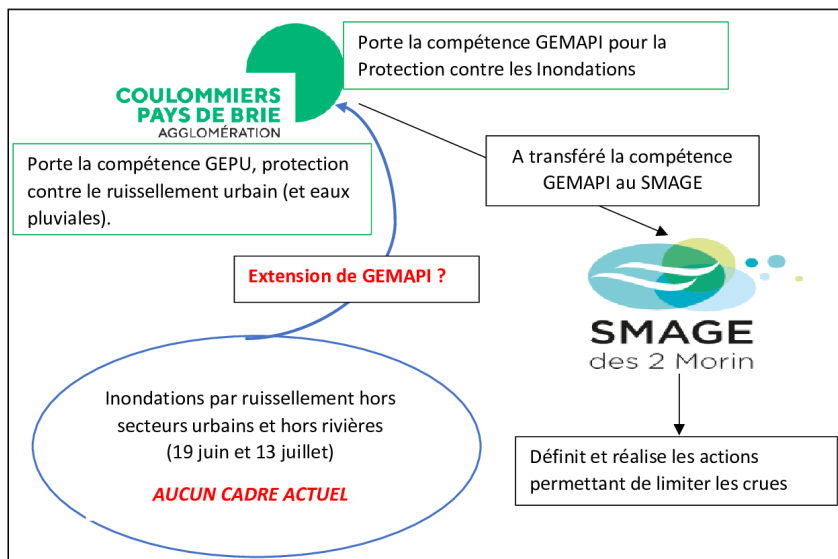 Porte la compétence GEMAPI pour la
Protection contre les Inondations
COULOMMIERS
PAYS DE BRIE
AGGLOMÉRATION
Porte la compétence GEPU, protection
contre le ruissellement urbain (et eaux
pluviales).
A transféré la compétence
GEMAPI au SMAGE
Extension de GEMAPI ?
SMAGE
des 2 Morin
Inondations par ruissellement hors
secteurs urbains et hors rivières
(19 juin et 13 juillet)
AUCUN CADRE ACTUEL
Définit et réalise les actions
permettant de limiter les crues